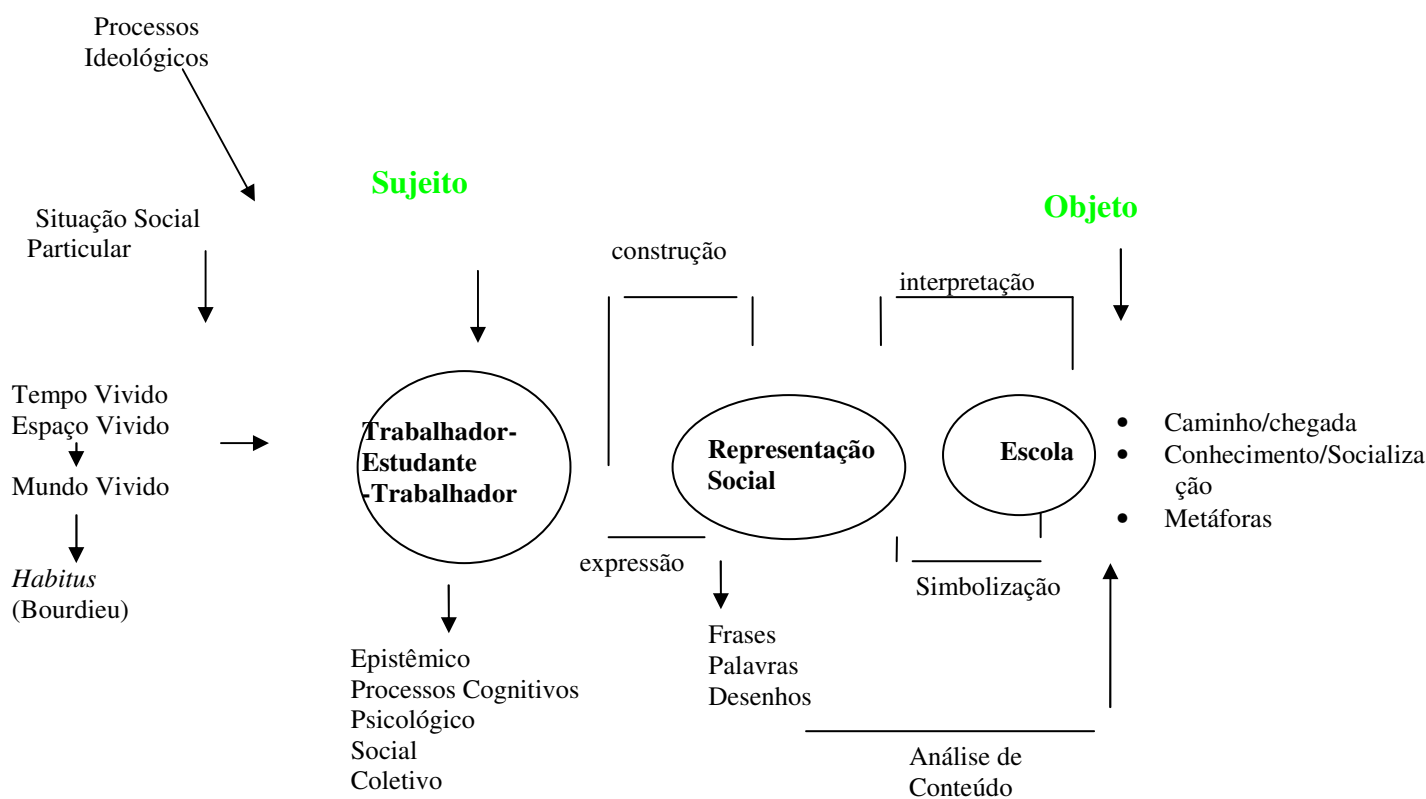 Processos
Ideológicos
Sujeito
Situação Social
Particular
Objeto
construção
interpretação
Tempo Vivido
Espaço Vivido
Mundo Vivido
Habitus
(Bourdieu)
Trabalhador-
Estudante
-Trabalhador
Representação
Social
Escola
• Caminho/chegada
• Conhecimento/Socializa
ção
• Metáforas
expressão
Simbolização
Epistêmico
Processos Cognitivos
Psicológico
Social
Coletivo
Frases
Palavras
Desenhos
Análise de
Conteúdo